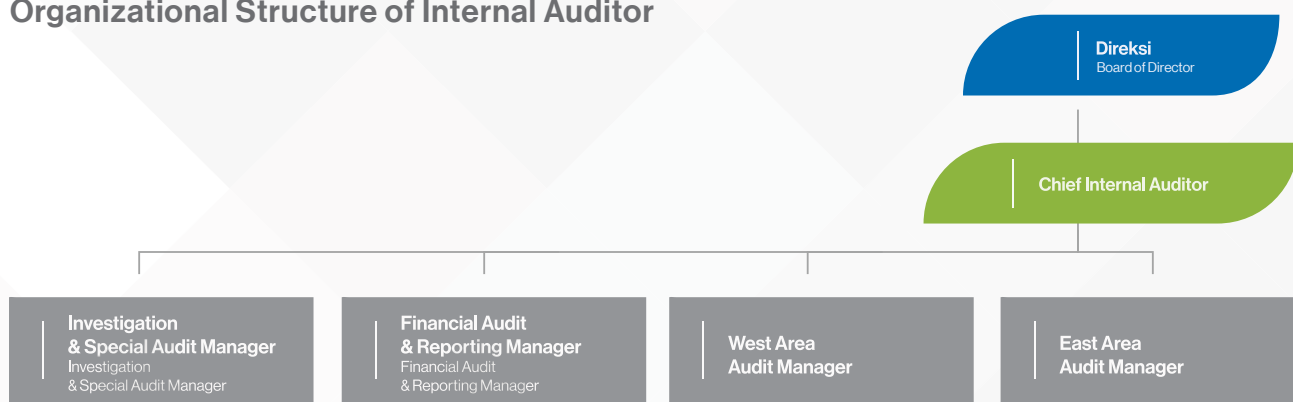 Organizational Structure of Internal Auditor
Direksi
Board of Director
Chief Internal Auditor
Investigation
& Special Audit Manager
Investigation
& Special Audit Manager
Financial Audit
& Reporting Manager
Financial Audit
& Reporting Manager
West Area
Audit Manager
East Area
Audit Manager